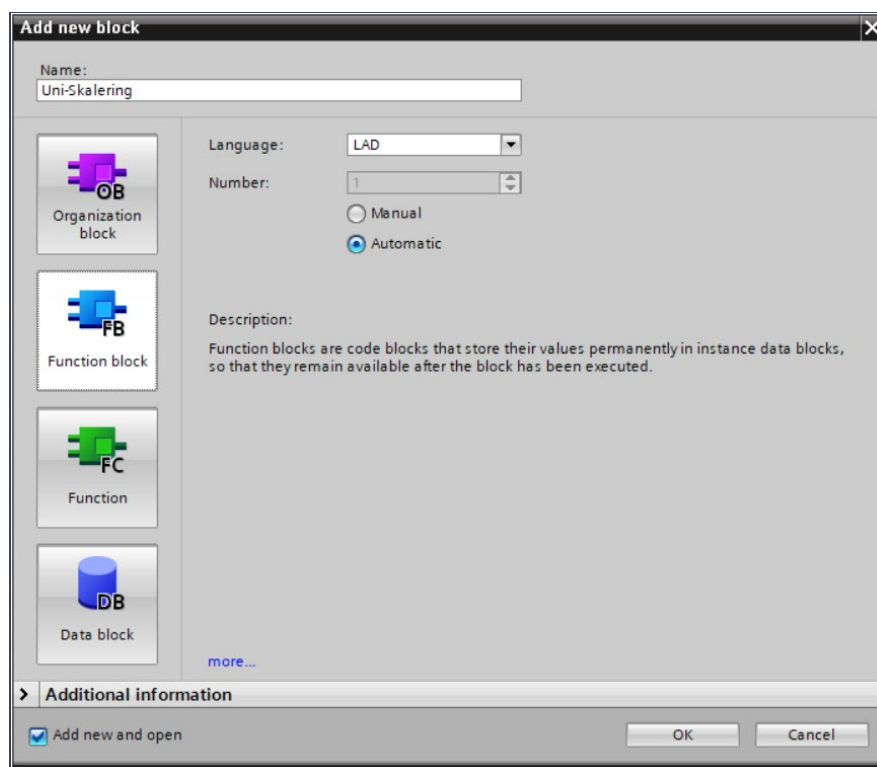 Add new block
Name:
Uni-Skalering
Language:
LAD
Number:
1
Manual
Automatic
OB
Organization
block
FB
Function block
FC
Function
DB
Data block
Description:
Function blocks are code blocks that store their values permanently in instance data blocks,
so that they remain available after the block has been executed.
more...
Additional information
Add new and open
OK
Cancel